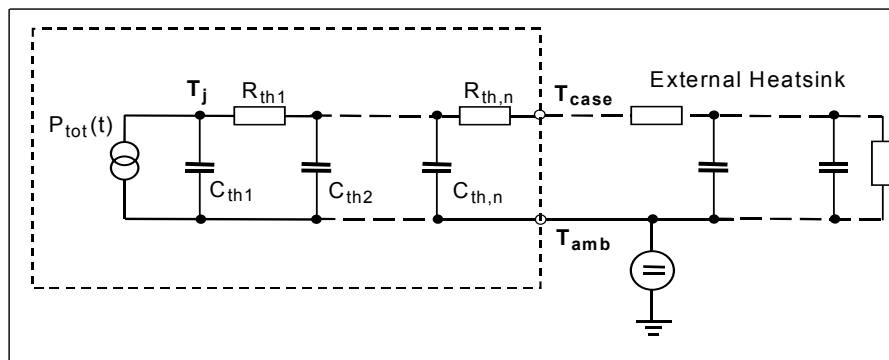 External Heatsink
T_j
R_th1
R_th,n
T_case
P_tot(t)
C_th1
C_th2
C_th,n
T_amb